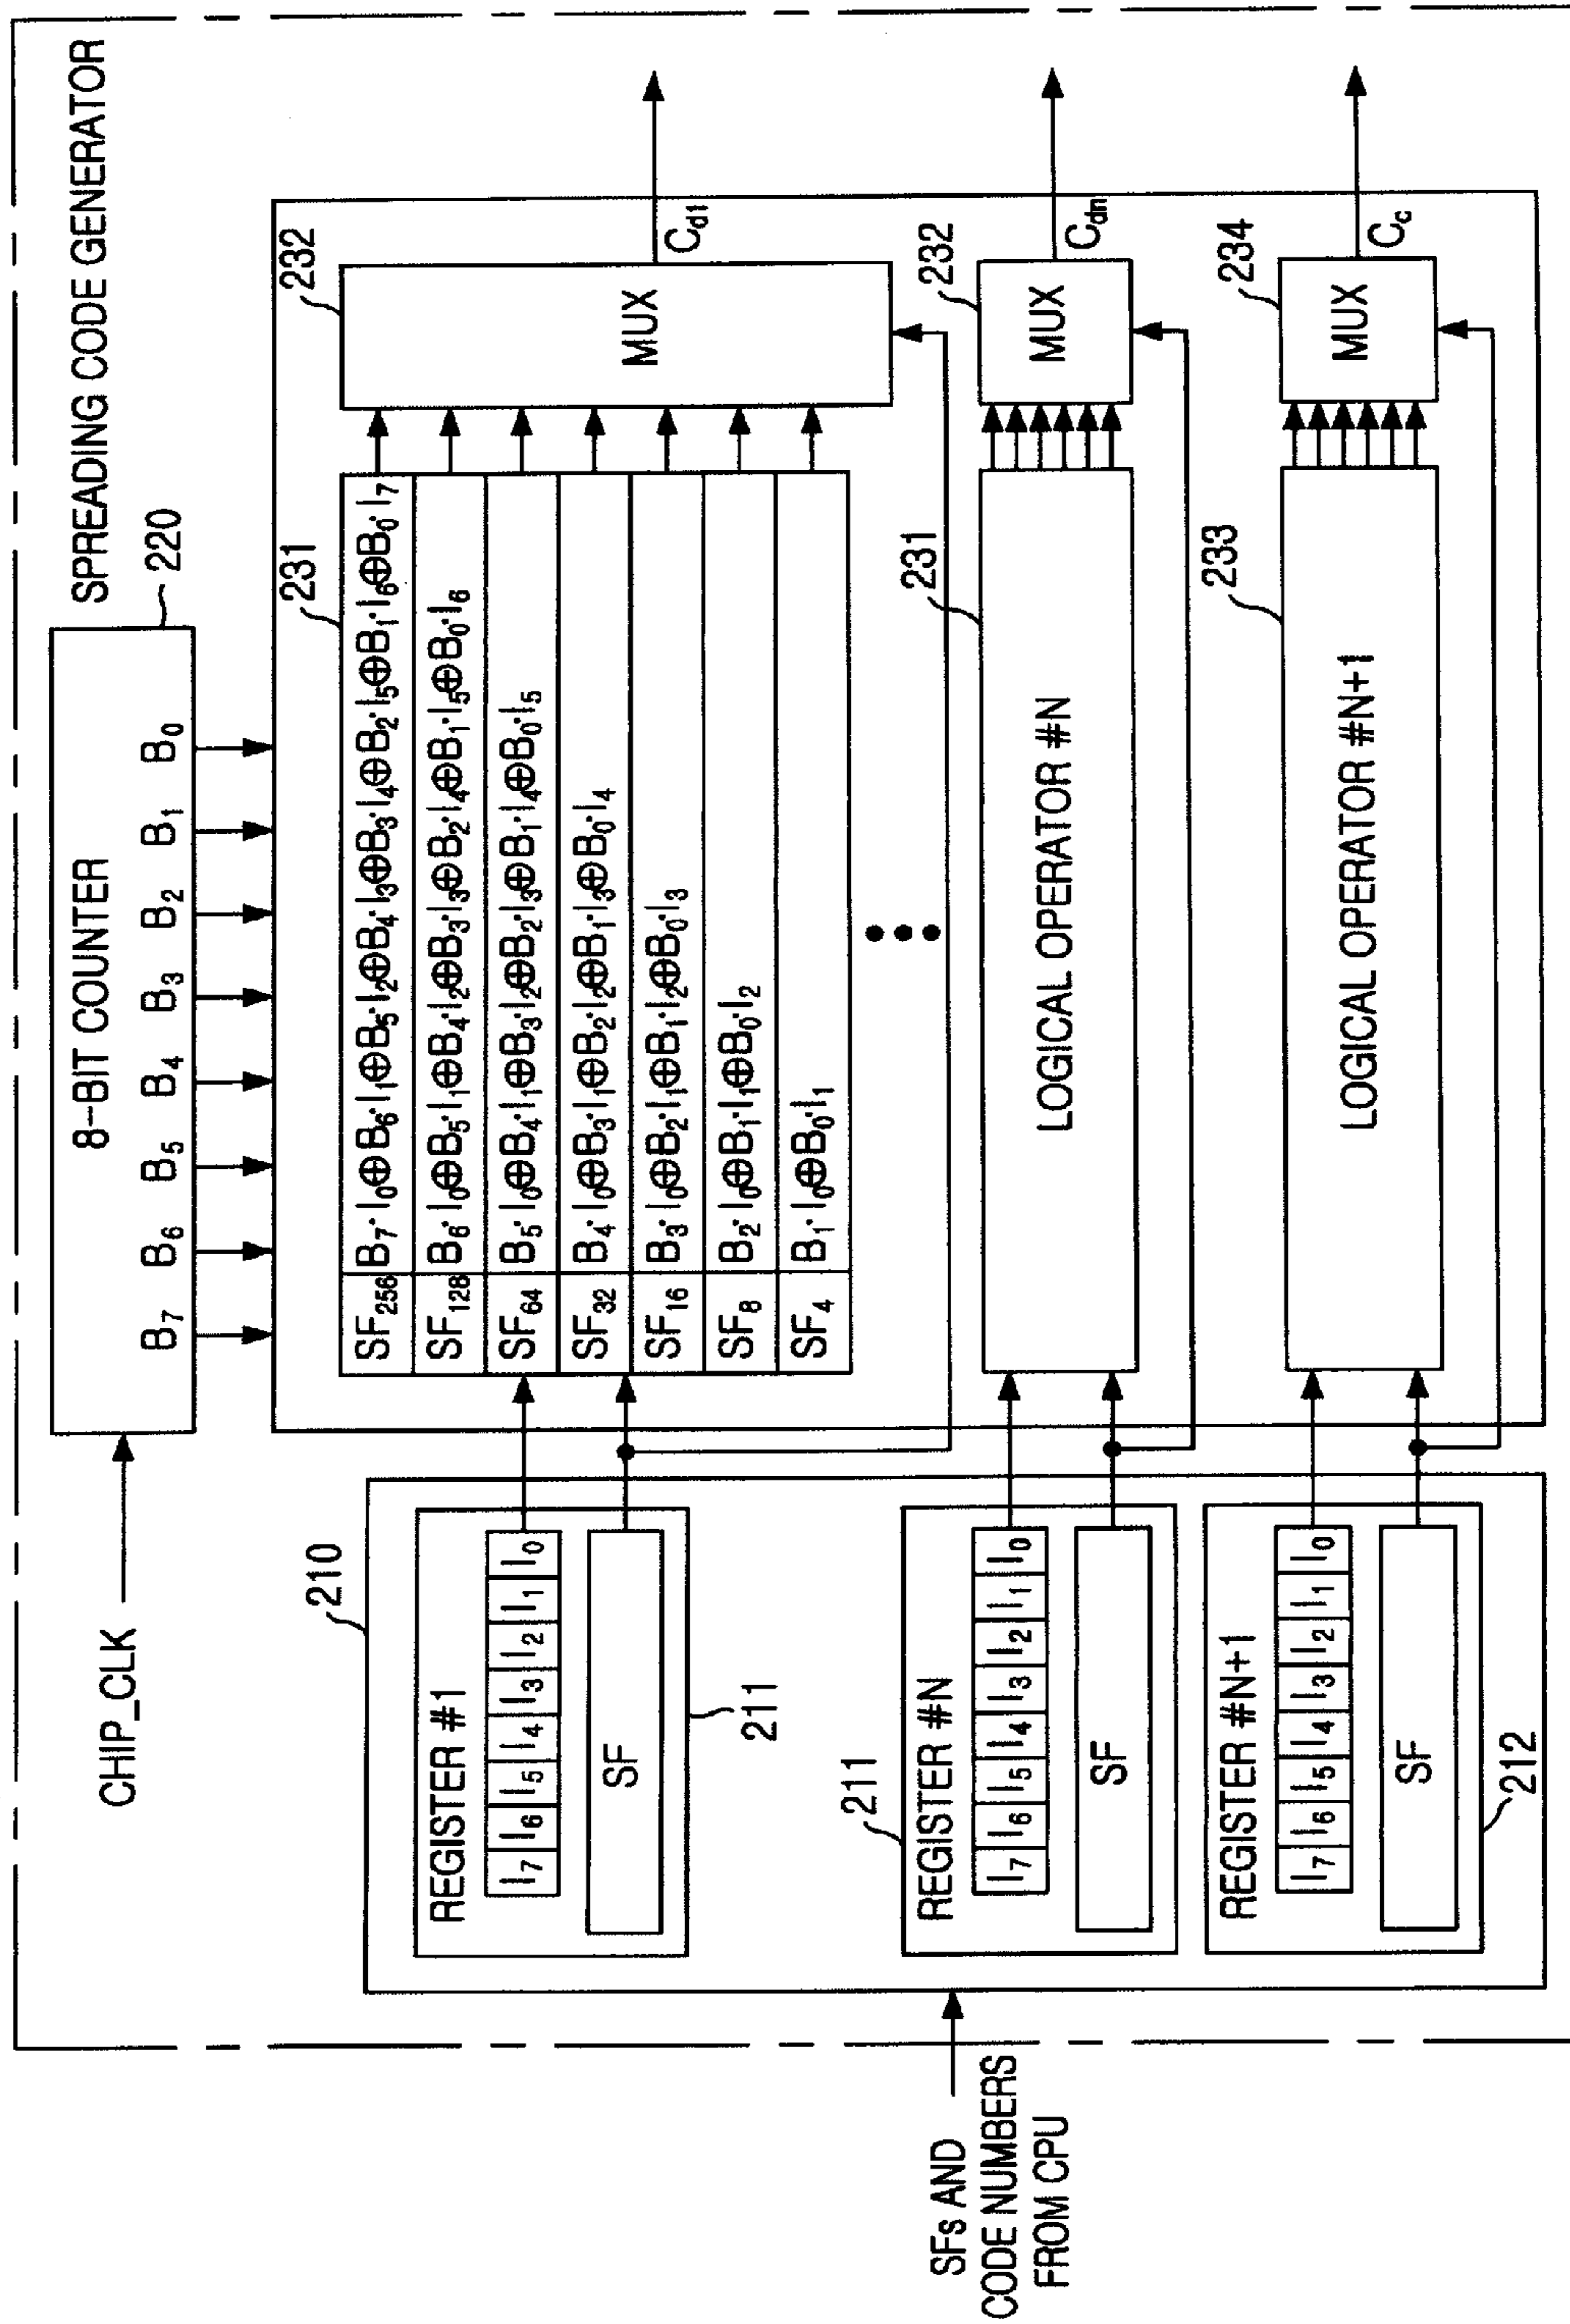 SPREADING CODE GENERATOR
CHIP_CLK
8-BIT COUNTER
220
B₇ B₆ B₅ B₄ B₃ B₂ B₁ B₀
210
231
232
REGISTER #1
I₇ I₆ I₅ I₄ I₃ I₂ I₁ I₀
SF
211
SF₂₅₆ B₇·I₀⊕B₆·I₁⊕B₅·I₂⊕B₄·I₃⊕B₃·I₄⊕B₂·I₅⊕B₁·I₆⊕B₀·I₇
SF₁₂₈ B₆·I₀⊕B₅·I₁⊕B₄·I₂⊕B₃·I₃⊕B₂·I₄⊕B₁·I₅⊕B₀·I₆
SF₆₄ B₅·I₀⊕B₄·I₁⊕B₃·I₂⊕B₂·I₃⊕B₁·I₄⊕B₀·I₅
SF₃₂ B₄·I₀⊕B₃·I₁⊕B₂·I₂⊕B₁·I₃⊕B₀·I₄
SF₁₆ B₃·I₀⊕B₂·I₁⊕B₁·I₂⊕B₀·I₃
SF₈ B₂·I₀⊕B₁·I₁⊕B₀·I₂
SF₄ B₁·I₀⊕B₀·I₁
MUX
C_d1
SFs AND
CODE NUMBERS
FROM CPU
211
REGISTER #N
I₇ I₆ I₅ I₄ I₃ I₂ I₁ I₀
SF
231
LOGICAL OPERATOR #N
232
MUX
C_dn
REGISTER #N+1
I₇ I₆ I₅ I₄ I₃ I₂ I₁ I₀
SF
212
233
LOGICAL OPERATOR #N+1
234
MUX
C_c